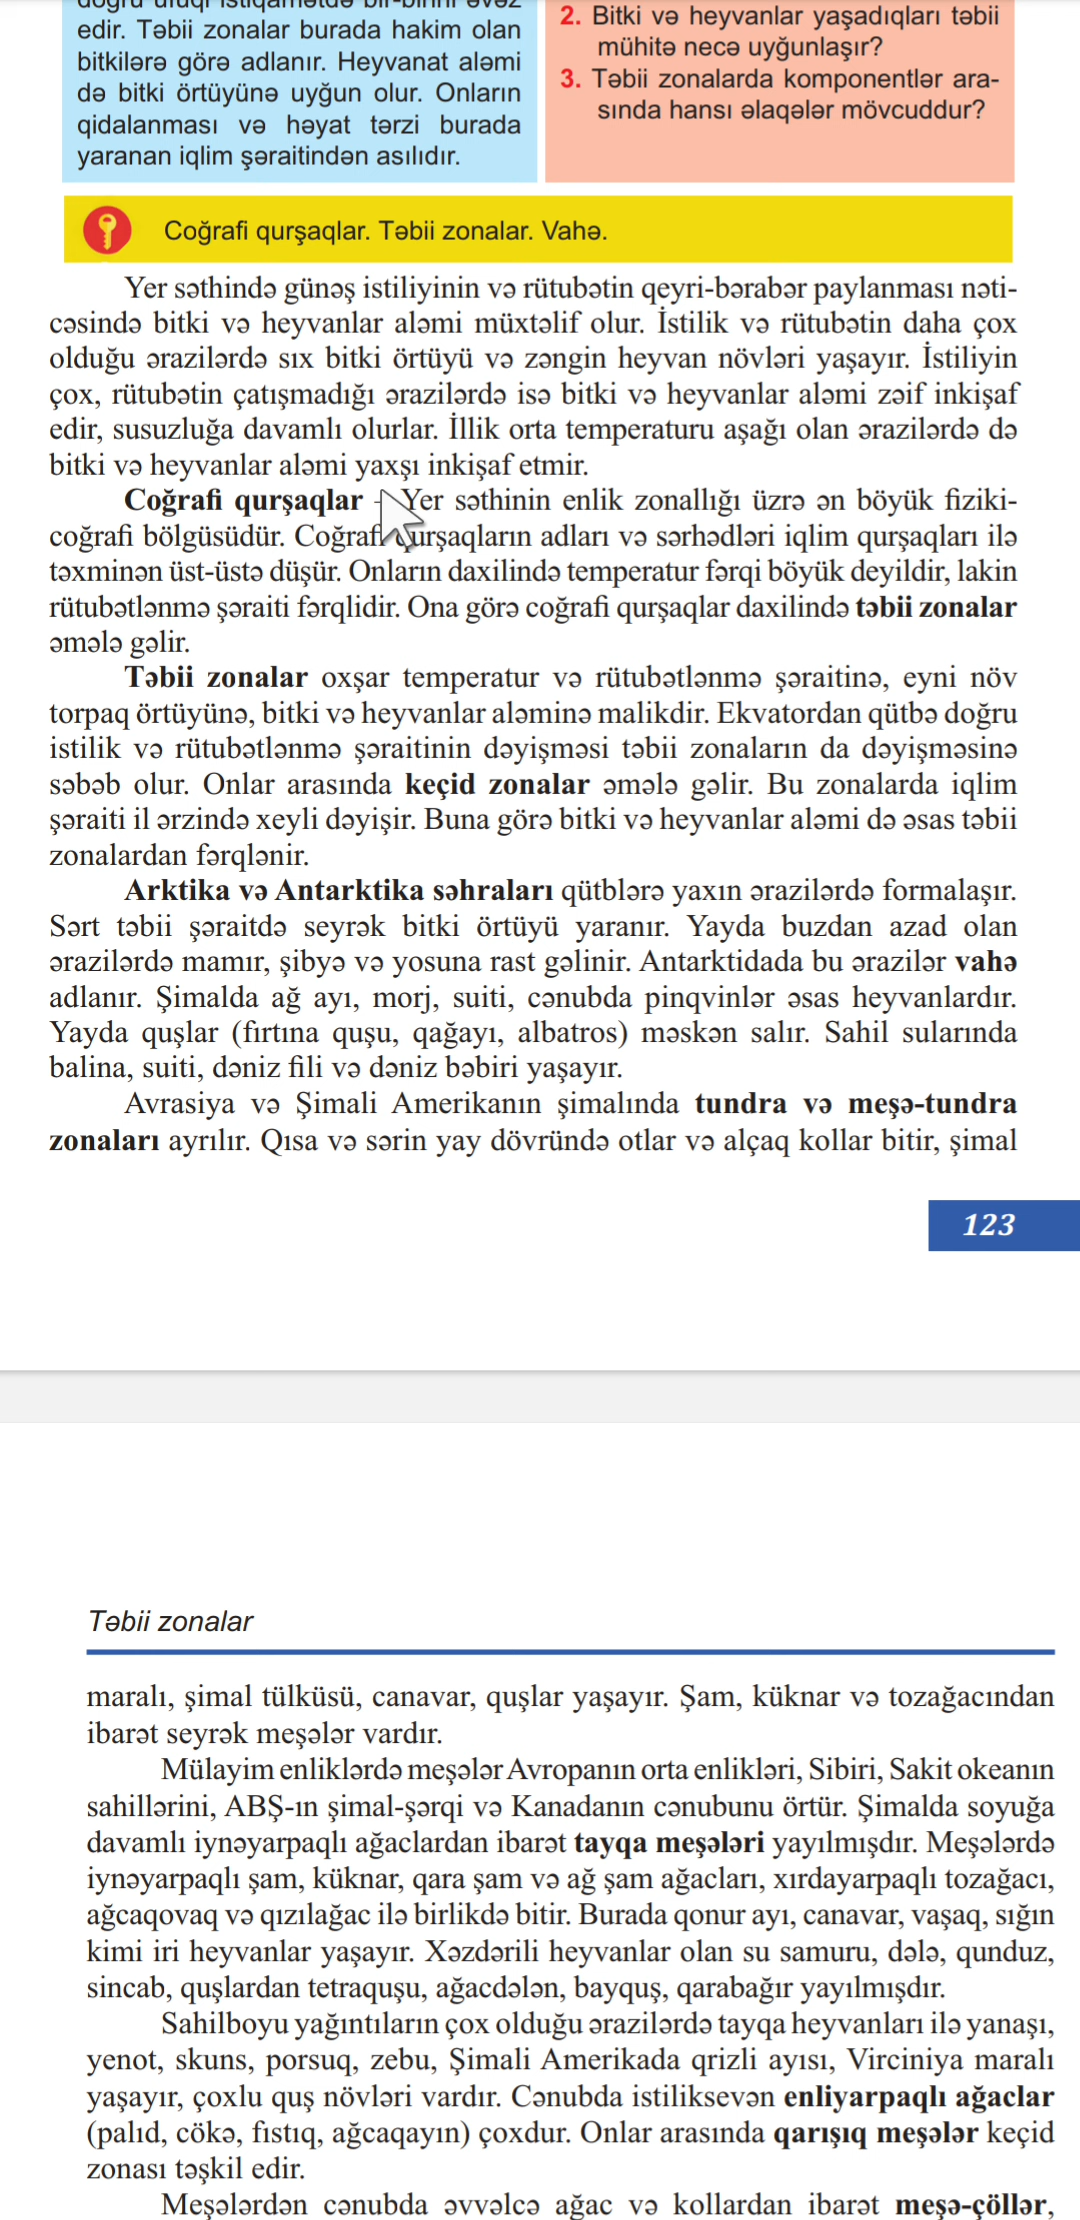 edir. Təbii zonalar burada hakim olan
bitkilərə görə adlanır. Heyvanat aləmi
də bitki örtüyünə uyğun olur. Onların
qidalanması və həyat tərzi burada
yaranan iqlim şəraitindən asılıdır.
2. Bitki və heyvanlar yaşadıqları təbii
mühitə necə uyğunlaşır?
3. Təbii zonalarda komponentlər ara-
sında hansı əlaqələr mövcuddur?
Coğrafi qurşaqlar. Təbii zonalar. Vahə.
Yer səthində günəş istiliyinin və rütubətin qeyri-bərabər paylanması nəti-
cəsində bitki və heyvanlar aləmi müxtəlif olur. İstilik və rütubətin daha çox
olduğu ərazilərdə sıx bitki örtüyü və zəngin heyvan növləri yaşayır. İstiliyin
çox, rütubətin çatışmadığı ərazilərdə isə bitki və heyvanlar aləmi zəif inkişaf
edir, susuzluğa davamlı olurlar. İllik orta temperaturu aşağı olan ərazilərdə də
bitki və heyvanlar aləmi yaxşı inkişaf etmir.
Coğrafi qurşaqlar – Yer səthinin enlik zonallığı üzrə ən böyük fiziki-
coğrafi bölgüsüdür. Coğrafi qurşaqların adları və sərhədləri iqlim qurşaqları ilə
təxminən üst-üstə düşür. Onların daxilində temperatur fərqi böyük deyildir, lakin
rütubətlənmə şəraiti fərqlidir. Ona görə coğrafi qurşaqlar daxilində təbii zonalar
əmələ gəlir.
Təbii zonalar oxşar temperatur və rütubətlənmə şəraitinə, eyni növ
torpaq örtüyünə, bitki və heyvanlar aləminə malikdir. Ekvatordan qütbə doğru
istilik və rütubətlənmə şəraitinin dəyişməsi təbii zonaların da dəyişməsinə
səbəb olur. Onlar arasında keçid zonalar əmələ gəlir. Bu zonalarda iqlim
şəraiti il ərzində xeyli dəyişir. Buna görə bitki və heyvanlar aləmi də əsas təbii
zonalardan fərqlənir.
Arktika və Antarktika səhraları qütblərə yaxın ərazilərdə formalaşır.
Sərt təbii şəraitdə seyrək bitki örtüyü yaranır. Yayda buzdan azad olan
ərazilərdə mamır, şibyə və yosuna rast gəlinir. Antarktidada bu ərazilər vahə
adlanır. Şimalda ağ ayı, morj, suiti, cənubda pinqvinlər əsas heyvanlardır.
Yayda quşlar (fırtına quşu, qağayı, albatros) məskən salır. Sahil sularında
balina, suiti, dəniz fili və dəniz bəbiri yaşayır.
Avrasiya və Şimali Amerikanın şimalında tundra və meşə-tundra
zonaları ayrılır. Qısa və sərin yay dövründə otlar və alçaq kollar bitir, şimal
123
Təbii zonalar
maralı, şimal tülküsü, canavar, quşlar yaşayır. Şam, küknar və tozağacından
ibarət seyrək meşələr vardır.
Mülayim enliklərdə meşələr Avropanın orta enlikləri, Sibiri, Sakit okeanın
sahillərini, ABŞ-ın şimal-şərqi və Kanadanın cənubunu örtür. Şimalda soyuğa
davamlı iynəyarpaqlı ağaclardan ibarət tayqa meşələri yayılmışdır. Meşələrdə
iynəyarpaqlı şam, küknar, qara şam və ağ şam ağacları, xırdayarpaqlı tozağacı,
ağcaqovaq və qızılağac ilə birlikdə bitir. Burada qonur ayı, canavar, vaşaq, sığın
kimi iri heyvanlar yaşayır. Xəzdərili heyvanlar olan su samuru, dələ, qunduz,
sincab, quşlardan tetraquşu, ağacdələn, bayquş, qarabağır yayılmışdır.
Sahilboyu yağıntıların çox olduğu ərazilərdə tayqa heyvanları ilə yanaşı,
yenot, skuns, porsuq, zebu, Şimali Amerikada qrizli ayısı, Virciniya maralı
yaşayır, çoxlu quş növləri vardır. Cənubda istiliksevən enliyarpaqlı ağaclar
(palıd, cökə, fıstıq, ağcaqayın) çoxdur. Onlar arasında qarışıq meşələr keçid
zonası təşkil edir.
Meşələrdən cənubda əvvəlcə ağac və kollardan ibarət meşə-çöllər,